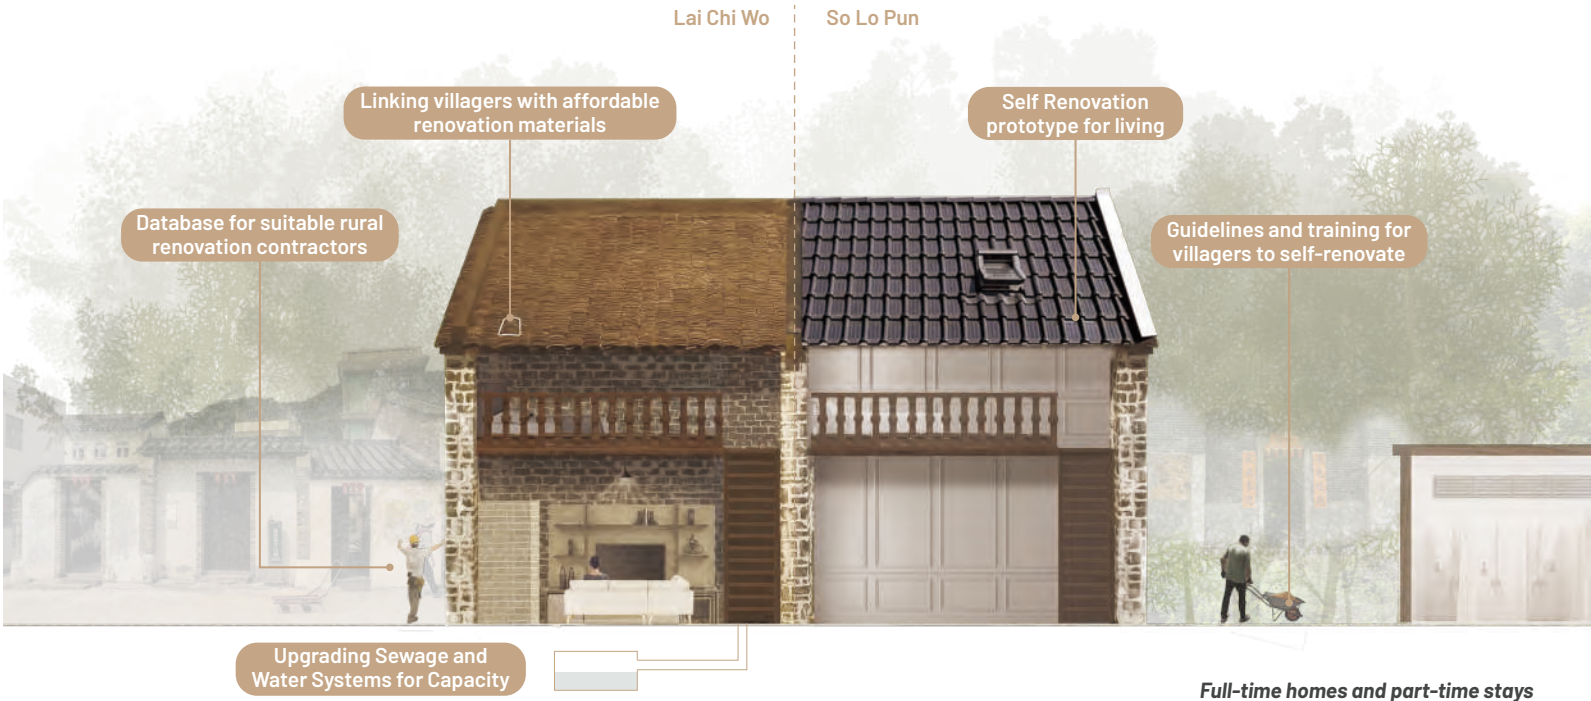 Lai Chi Wo
So Lo Pun
Linking villagers with affordable
renovation materials
Self Renovation
prototype for living
Database for suitable rural
renovation contractors
Guidelines and training for
villagers to self-renovate
Upgrading Sewage and
Water Systems for Capacity
Full-time homes and part-time stays